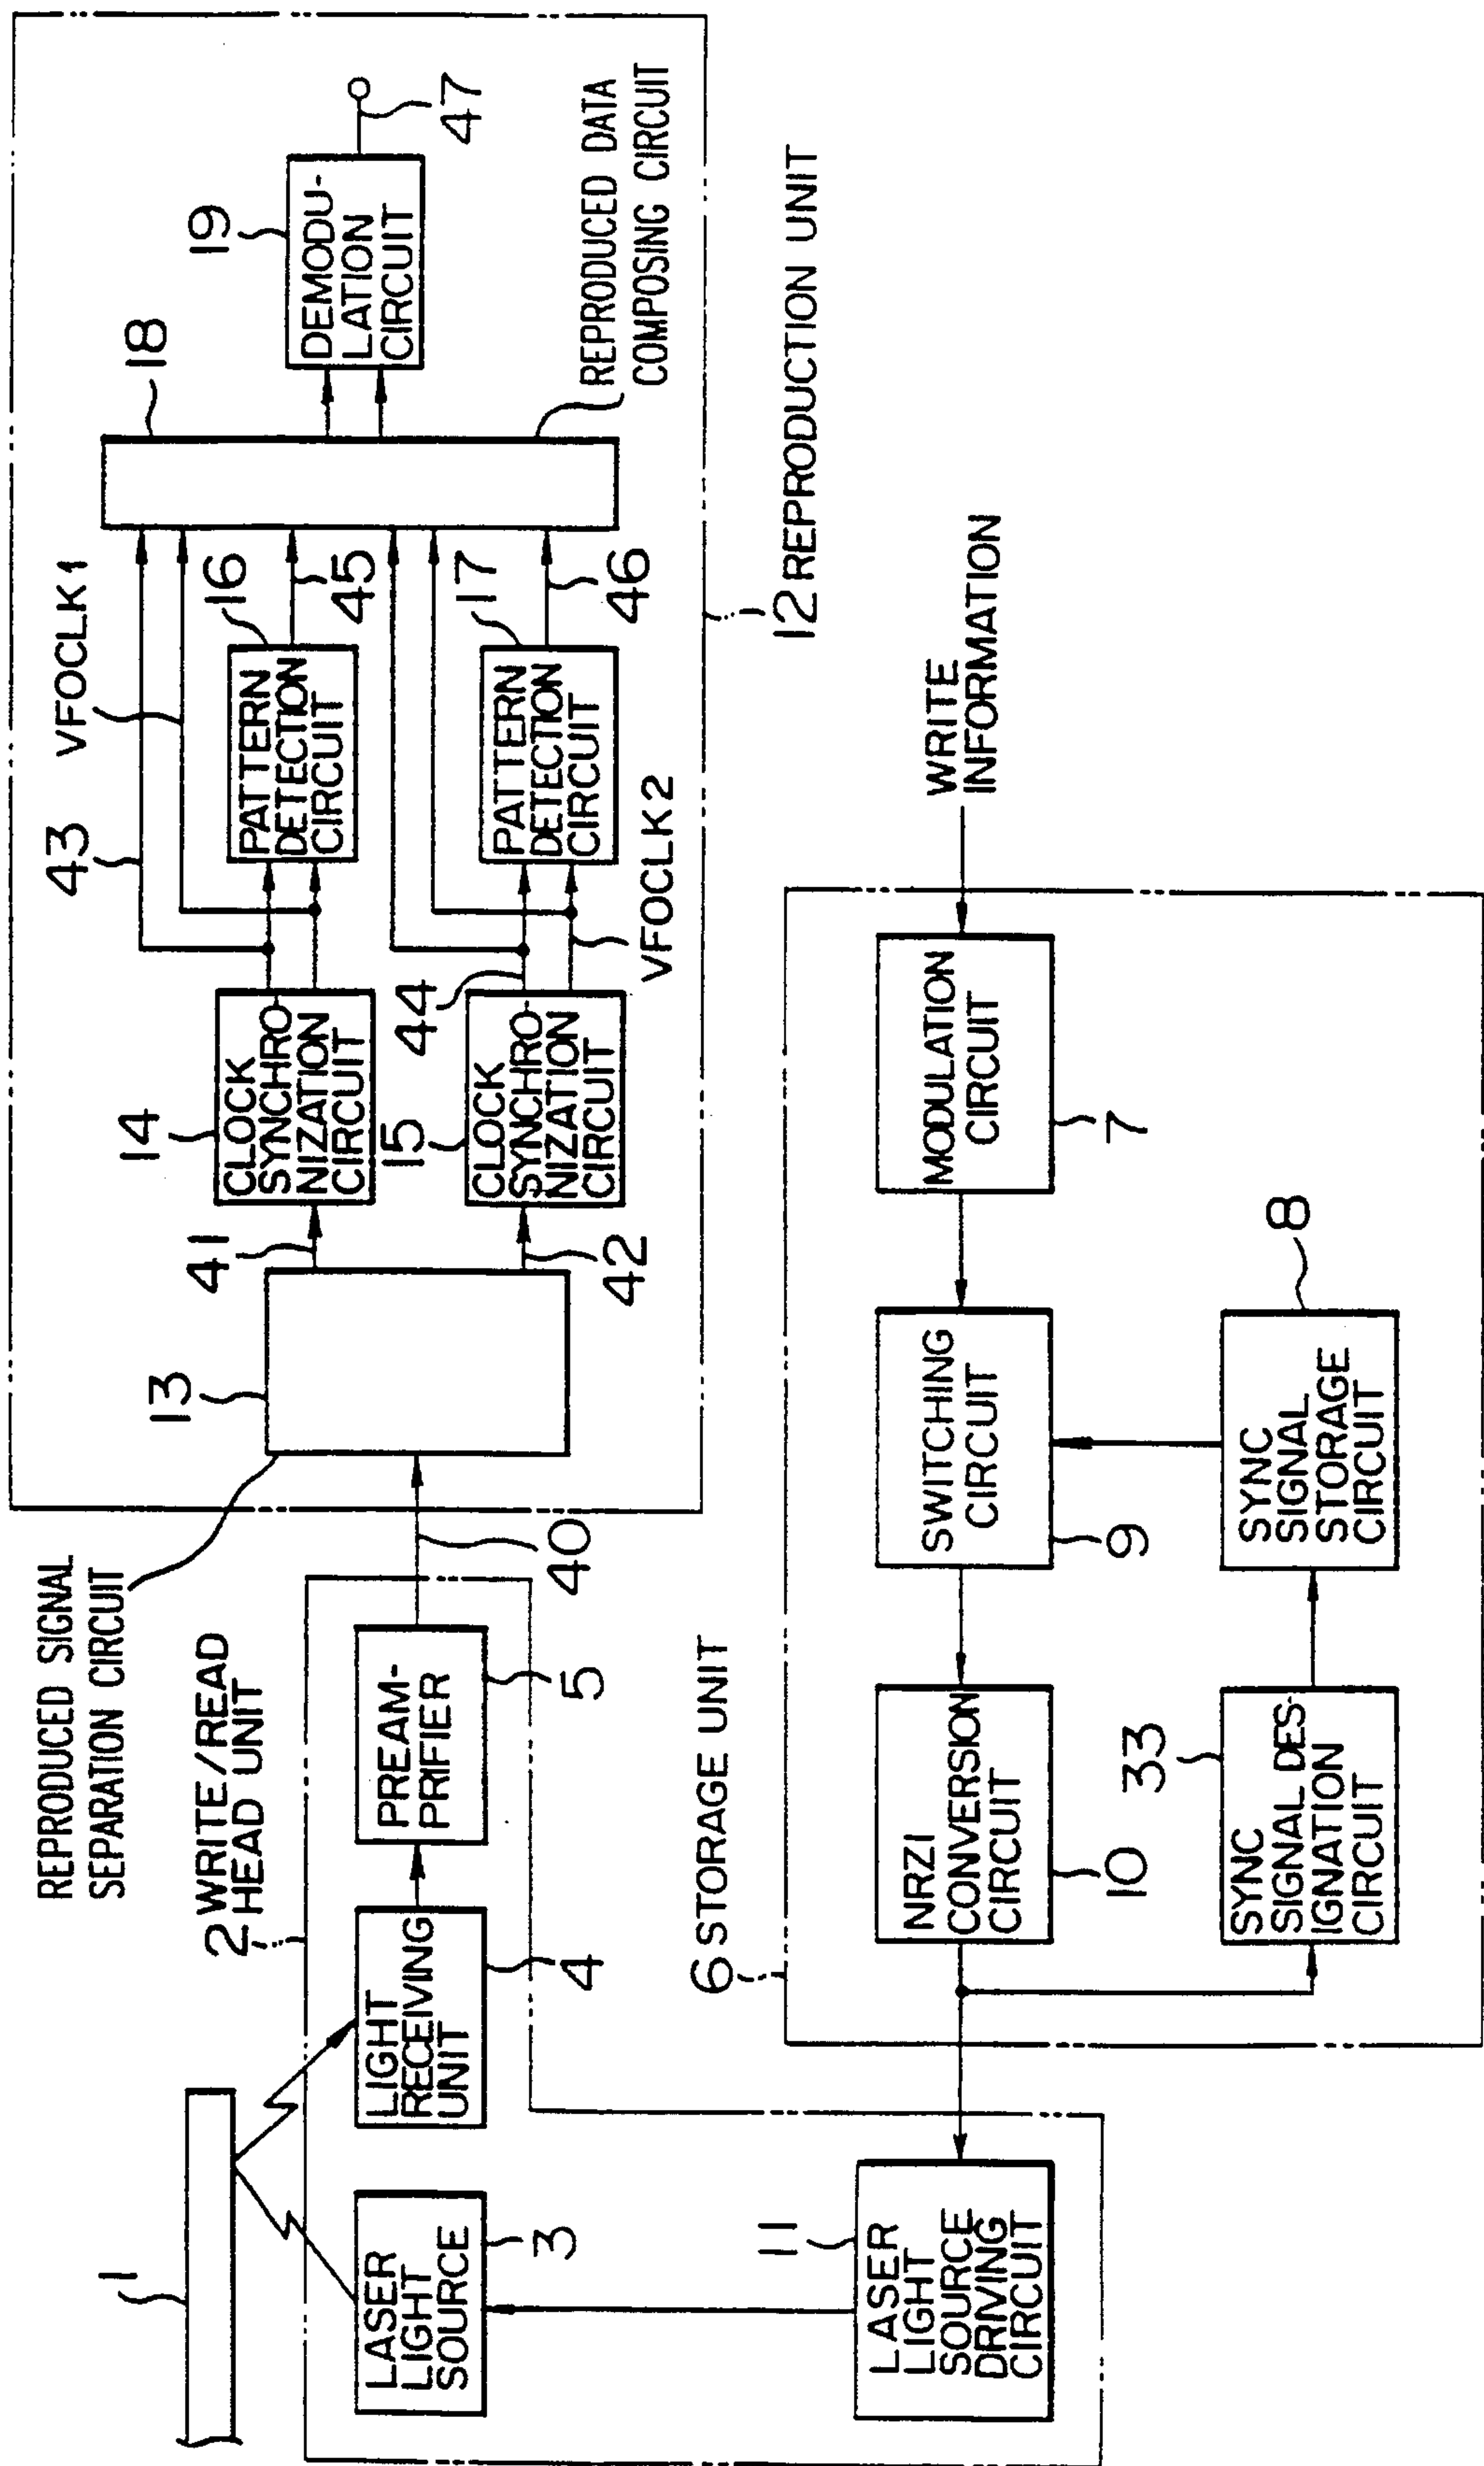 1
REPRODUCED SIGNAL
SEPARATION CIRCUIT
2 WRITE/READ
HEAD UNIT
LASER
LIGHT
SOURCE
3
LIGHT
RECEIVING
UNIT
4
PREAM-
PRIFIER
5
40
11
LASER
LIGHT
SOURCE
DRIVING
CIRCUIT
13
41
42
14
CLOCK
SYNCHRO-
NIZATION
CIRCUIT
15
CLOCK
SYNCHRO-
NIZATION
CIRCUIT
43
VFOCLK1
44
VFOCLK2
PATTERN
DETECTION
CIRCUIT
16
45
PATTERN
DETECTION
CIRCUIT
17
46
18
REPRODUCED DATA
COMPOSING CIRCUIT
19
DEMODU-
LATION
CIRCUIT
47
12 REPRODUCTION UNIT
6 STORAGE UNIT
NRZI
CONVERSION
CIRCUIT
10
SWITCHING
CIRCUIT
9
MODULATION
CIRCUIT
7
WRITE
INFORMATION
33
SYNC
SIGNAL DES-
IGNATION
CIRCUIT
8
SYNC
SIGNAL
STORAGE
CIRCUIT